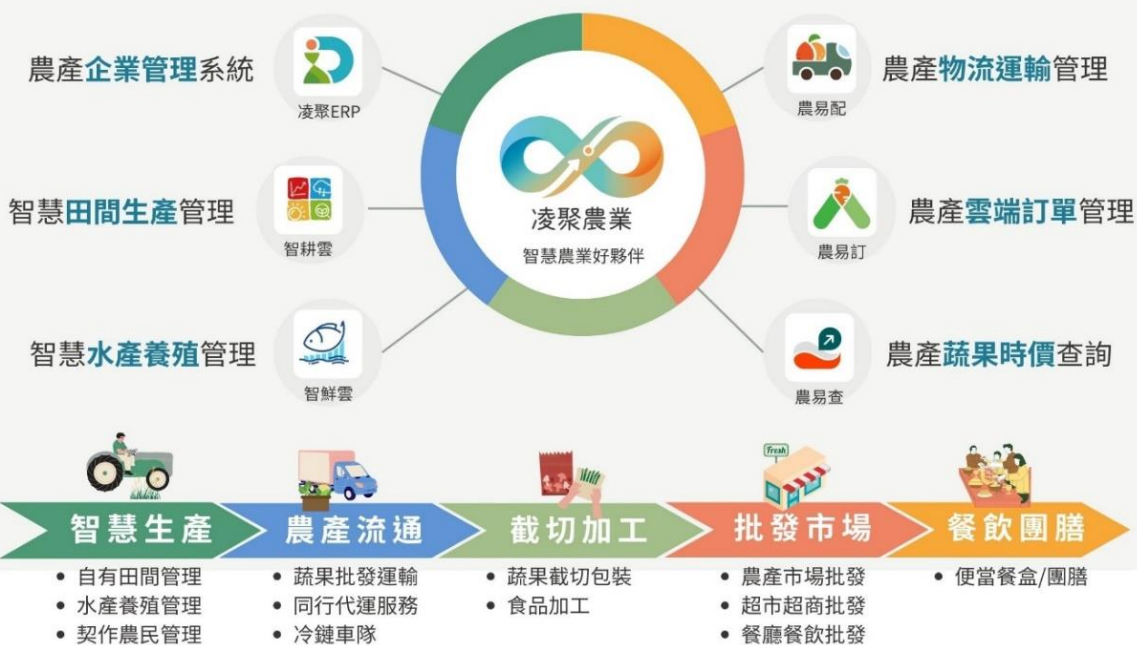 農產企業管理系統
凌聚ERP
智慧田間生產管理
智耕雲
智慧水產養殖管理
智鮮雲
凌聚農業
智慧農業好夥伴
農易配
農產物流運輸管理
農易訂
農產雲端訂單管理
農易查
農產蔬果時價查詢
智慧生產
• 自有田間管理
• 水產養殖管理
• 契作農民管理
農產流通
• 蔬果批發運輸
• 同行代運服務
• 冷鏈車隊
截切加工
• 蔬果截切包裝
• 食品加工
Fresh
批發市場
• 農產市場批發
• 超市超商批發
• 餐廳餐飲批發
餐飲團膳
• 便當餐盒/團膳